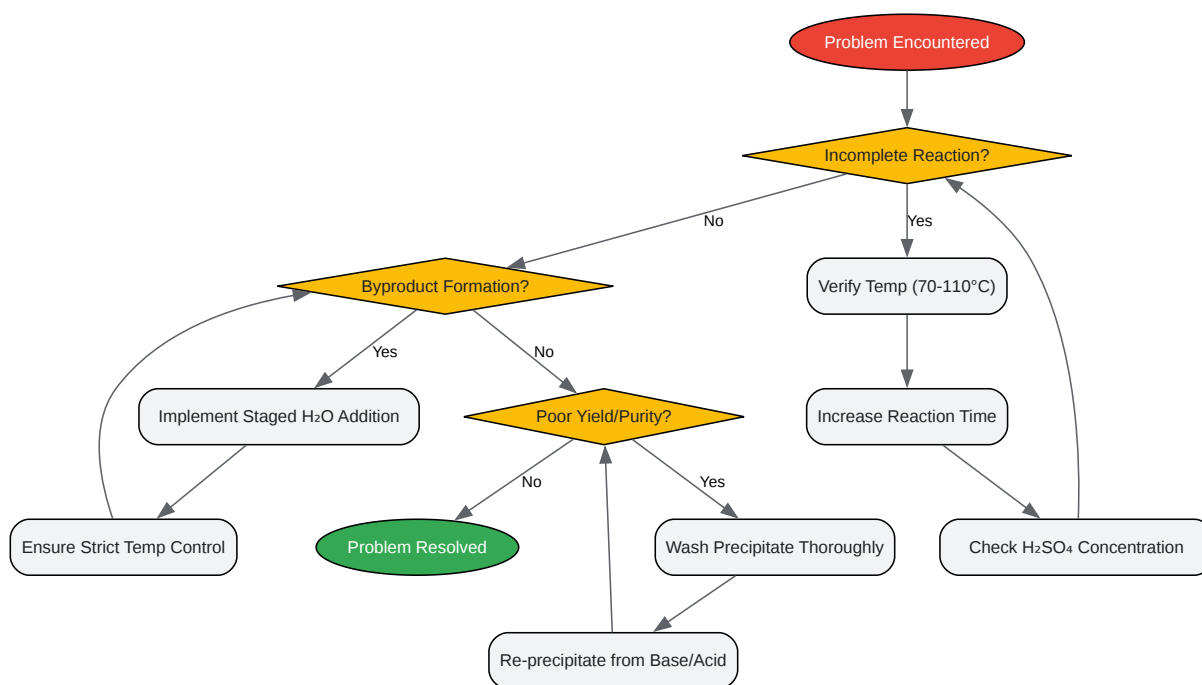 Problem Encountered
Incomplete Reaction?
No
Yes
Byproduct Formation?
Verify Temp (70-110°C)
Yes
No
Implement Staged H₂O Addition
Poor Yield/Purity?
Increase Reaction Time
No
Yes
Ensure Strict Temp Control
Problem Resolved
Wash Precipitate Thoroughly
Check H₂SO₄ Concentration
Re-precipitate from Base/Acid